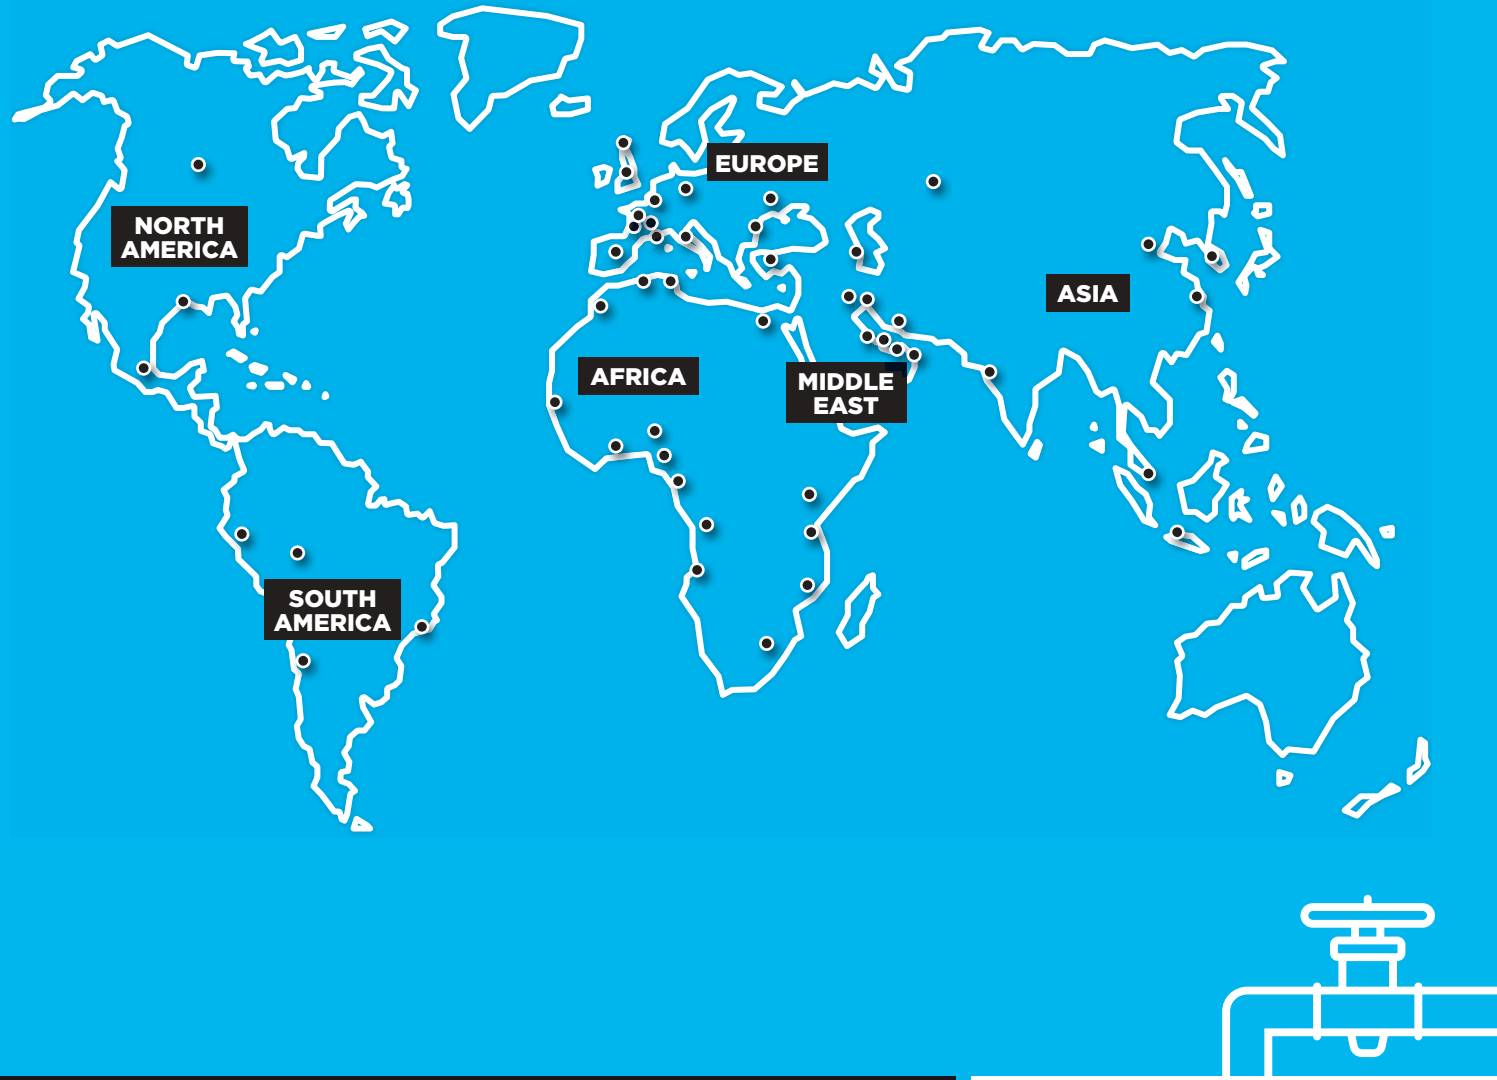 EUROPE
NORTH
AMERICA
ASIA
AFRICA
MIDDLE
EAST
SOUTH
AMERICA